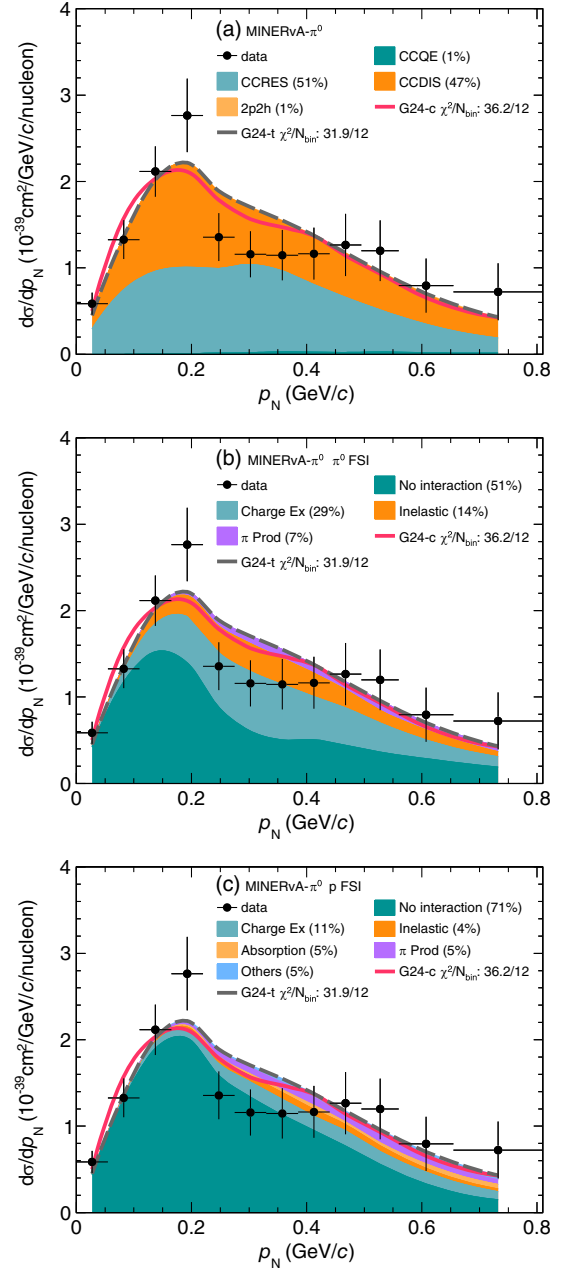 (a) MINERvA-π⁰
data
CCQE (1%)
CCRES (51%)
CCDIS (47%)
2p2h (1%)
G24-c χ²/N_bin: 36.2/12
G24-t χ²/N_bin: 31.9/12
4
3
2
1
0
dσ/dp_N (10⁻³⁹cm²/GeV/c/nucleon)
0 0.2 0.4 0.6 0.8
p_N (GeV/c)
(b) MINERvA-π⁰ π⁰ FSI
data
No interaction (51%)
Charge Ex (29%)
Inelastic (14%)
π Prod (7%)
G24-c χ²/N_bin: 36.2/12
G24-t χ²/N_bin: 31.9/12
4
3
2
1
0
dσ/dp_N (10⁻³⁹cm²/GeV/c/nucleon)
0 0.2 0.4 0.6 0.8
p_N (GeV/c)
(c) MINERvA-π⁰ p FSI
data
No interaction (71%)
Charge Ex (11%)
Inelastic (4%)
Absorption (5%)
π Prod (5%)
Others (5%)
G24-c χ²/N_bin: 36.2/12
G24-t χ²/N_bin: 31.9/12
4
3
2
1
0
dσ/dp_N (10⁻³⁹cm²/GeV/c/nucleon)
0 0.2 0.4 0.6 0.8
p_N (GeV/c)